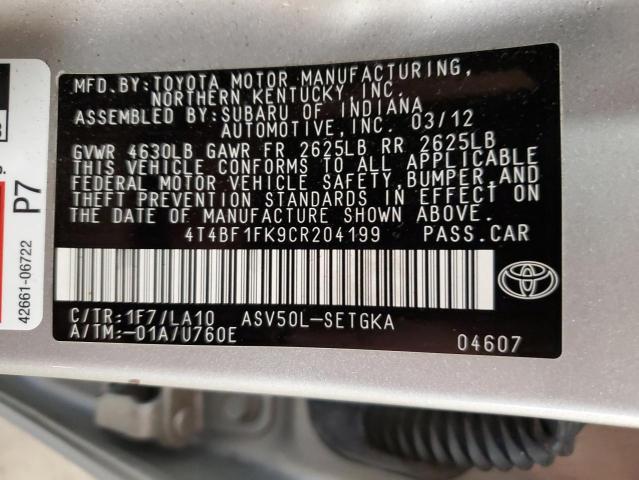 MFD.BY:TOYOTA MOTOR MANUFACTURING,
NORTHERN KENTUCKY, INC.
ASSEMBLED BY:SUBARU OF INDIANA
AUTOMOTIVE,INC. 03/12
GVWR 4630LB GAWR FR 2625LB RR 2625LB
THIS VEHICLE CONFORMS TO ALL APPLICABLE
FEDERAL MOTOR VEHICLE SAFETY,BUMPER,AND
THEFT PREVENTION STANDARDS IN EFFECT ON
THE DATE OF MANUFACTURE SHOWN ABOVE.
4T4BF1FK9CR204199 PASS.CAR
C/TR:1F7/LA10 ASV50L-SETGKA
A/TM:-01A/U760E
04607
P7
42661-06722